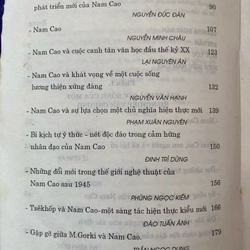 phát triển mới của Nam Cao 90
NGUYỄN ĐỨC ĐÀN
- Nam Cao 107
NGUYỄN MINH CHÂU
- Nam Cao và cuộc canh tân văn học đầu thế kỷ XX 123
LẠI NGUYÊN ÂN
- Nam Cao và khát vọng về một cuộc sống
lương thiện xứng đáng 132
NGUYỄN VĂN HẠNH
- Nam Cao và sự lựa chọn một chủ nghĩa hiện thực mới 139
PHẠM XUÂN NGUYÊN
- Bi kịch tự ý thức - nét độc đáo trong cảm hứng
nhân đạo của Nam Cao 150
ĐINH TRÍ DŨNG
- Những đổi mới trong thế giới nghệ thuật của
Nam Cao sau 1945 156
PHÙNG NGỌC KIẾM
- Tsêkhốp và Nam Cao-một sáng tác hiện thực kiểu mới 166
ĐÀO TUẤN ẢNH
- Gặp gỡ giữa M.Gorki và Nam Cao. 179
TRẦN NGỌC DUNG